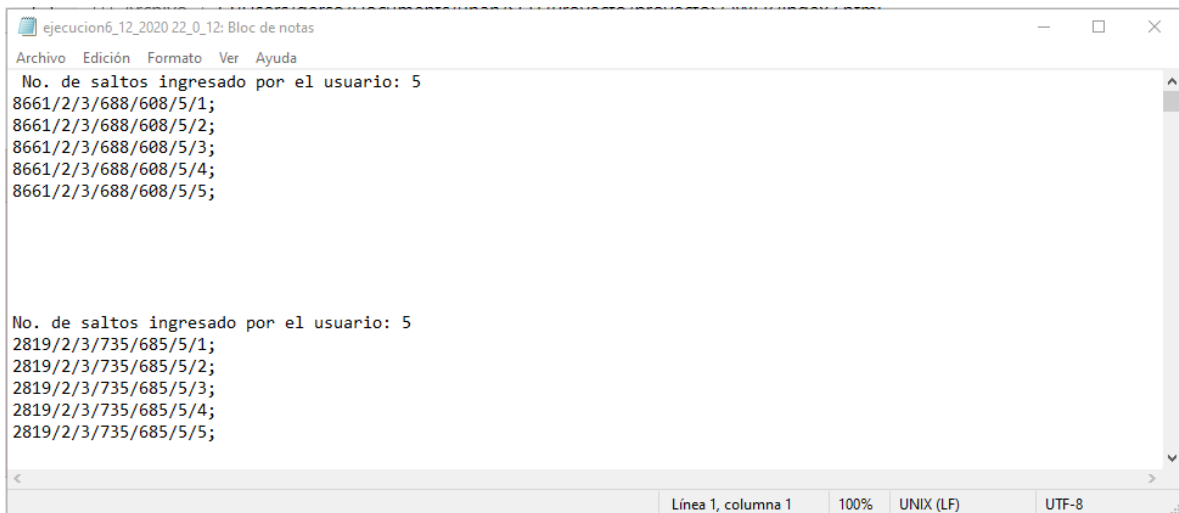 ejecucion6_12_2020 22_0_12: Bloc de notas
Archivo Edición Formato Ver Ayuda
No. de saltos ingresado por el usuario: 5
8661/2/3/688/608/5/1;
8661/2/3/688/608/5/2;
8661/2/3/688/608/5/3;
8661/2/3/688/608/5/4;
8661/2/3/688/608/5/5;
No. de saltos ingresado por el usuario: 5
2819/2/3/735/685/5/1;
2819/2/3/735/685/5/2;
2819/2/3/735/685/5/3;
2819/2/3/735/685/5/4;
2819/2/3/735/685/5/5;
Línea 1, columna 1 100% UNIX (LF) UTF-8